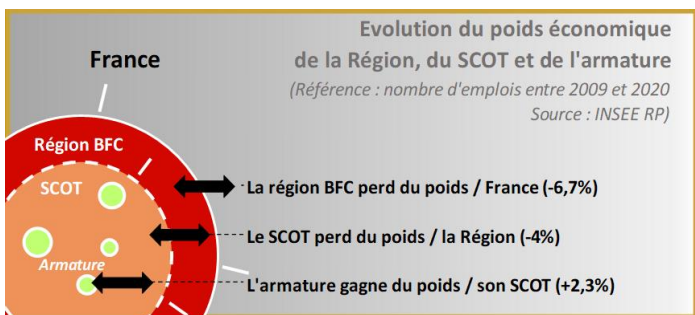 Evolution du poids économique
de la Région, du SCOT et de l'armature
(Référence : nombre d'emplois entre 2009 et 2020
Source : INSEE RP)
France
Région BFC
SCOT
Armature
La région BFC perd du poids / France (-6,7%)
Le SCOT perd du poids / la Région (-4%)
L'armature gagne du poids / son SCOT (+2,3%)